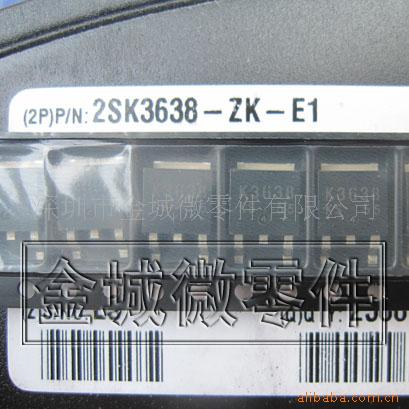 (2P)P/N: 2SK3638-ZK-E1
K3638 K3638
深圳市金城微零件有限公司
金城微零件
alibaba.com.cn